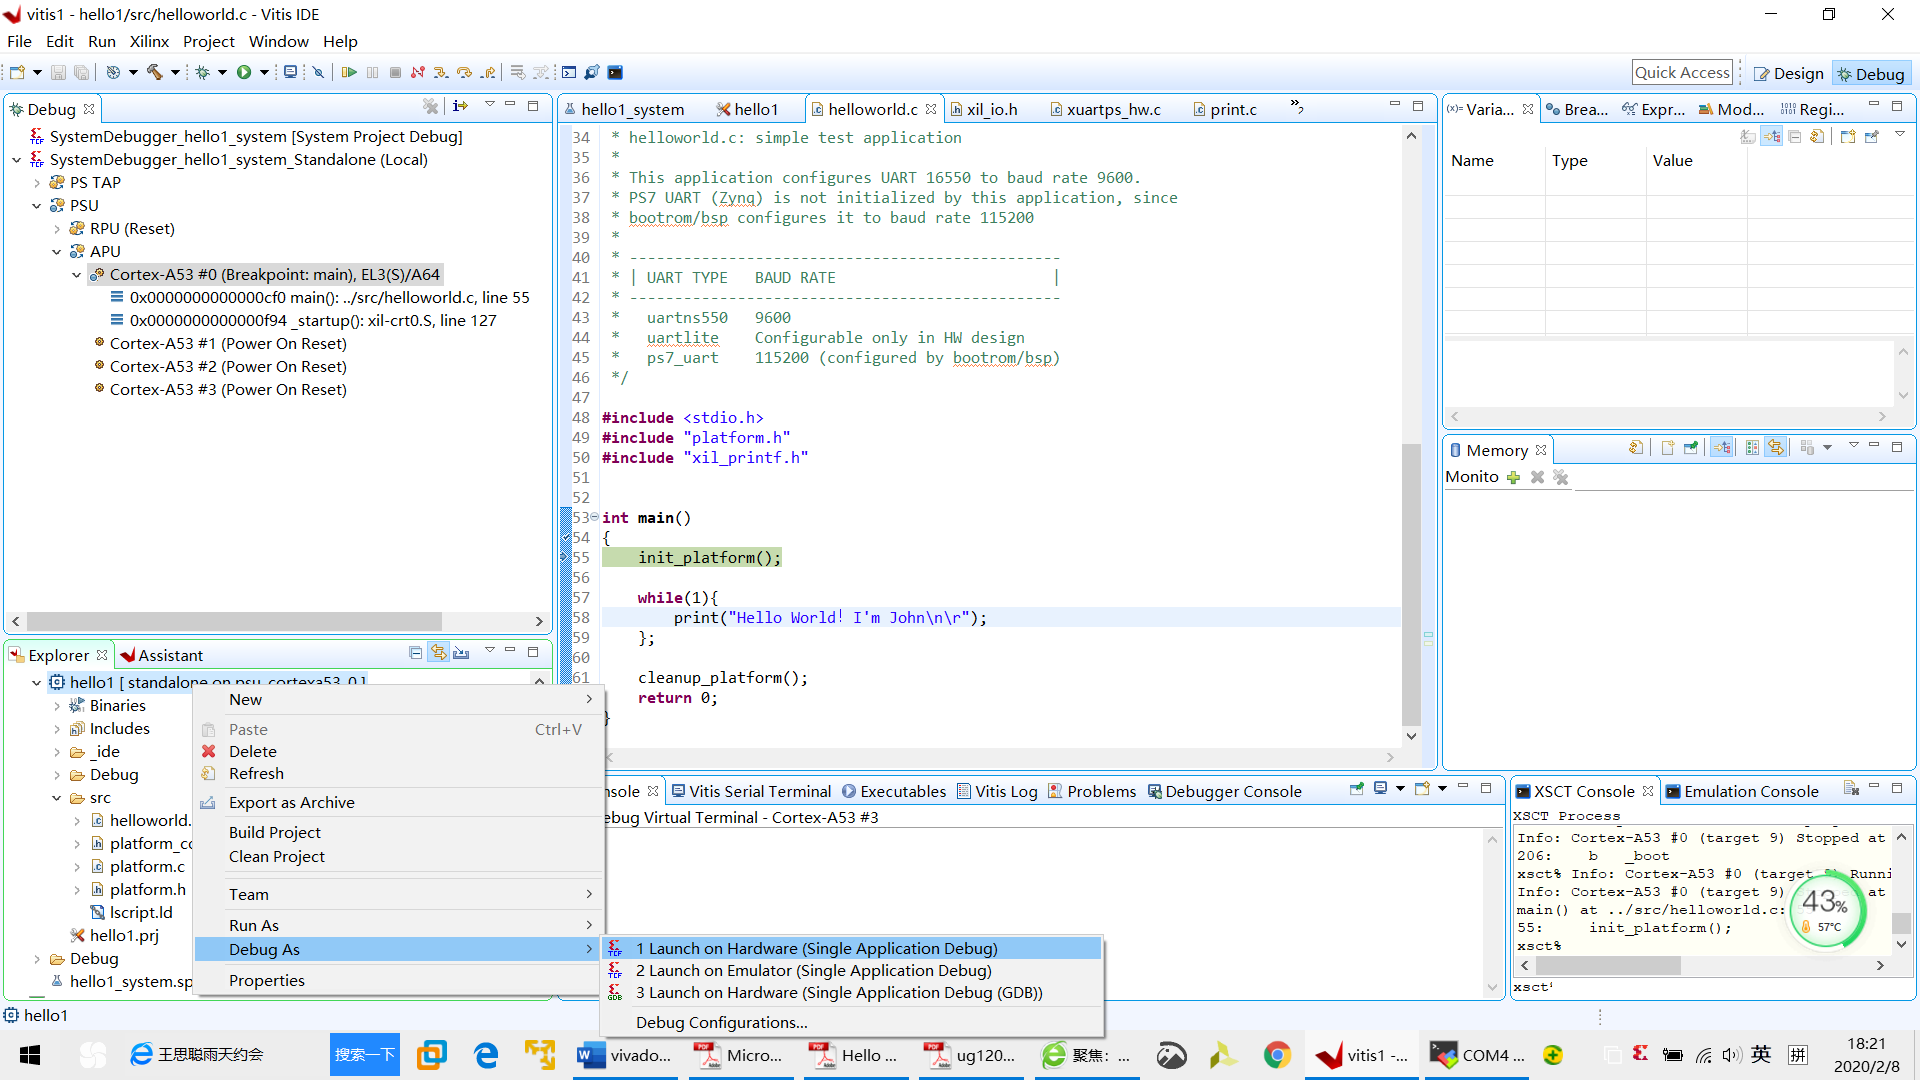 vitis1 - hello1/src/helloworld.c - Vitis IDE
File Edit Run Xilinx Project Window Help
Quick Access Design Debug
Debug
SystemDebugger_hello1_system [System Project Debug]
SystemDebugger_hello1_system_Standalone (Local)
PS TAP
PSU
RPU (Reset)
APU
Cortex-A53 #0 (Breakpoint: main), EL3(S)/A64
0x0000000000000cf0 main(): ../src/helloworld.c, line 55
0x0000000000000f94 _startup(): xil-crt0.S, line 127
Cortex-A53 #1 (Power On Reset)
Cortex-A53 #2 (Power On Reset)
Cortex-A53 #3 (Power On Reset)
hello1_system hello1 helloworld.c xil_io.h xuartps_hw.c print.c »2
34 * helloworld.c: simple test application
35 *
36 * This application configures UART 16550 to baud rate 9600.
37 * PS7 UART (Zynq) is not initialized by this application, since
38 * bootrom/bsp configures it to baud rate 115200
39 *
40 * ------------------------------------------------
41 * | UART TYPE   BAUD RATE                        |
42 * ------------------------------------------------
43 *   uartns550   9600
44 *   uartlite    Configurable only in HW design
45 *   ps7_uart    115200 (configured by bootrom/bsp)
46 */
47
48 #include <stdio.h>
49 #include "platform.h"
50 #include "xil_printf.h"
51
52
53 int main()
54 {
55     init_platform();
56
57     while(1){
58         print("Hello World! I'm John\n\r");
59     };
60
61     cleanup_platform();
return 0;
}
Varia... Brea... Expr... Mod... Regi...
Name Type Value
Memory
Monito
Explorer Assistant
hello1 [ standalone on psu_cortexa53_0 ]
Binaries
Includes
_ide
Debug
src
helloworld.
platform_co
platform.c
platform.h
lscript.ld
hello1.prj
Debug
hello1_system.sp
hello1
New
Paste Ctrl+V
Delete
Refresh
Export as Archive
Build Project
Clean Project
Team
Run As
Debug As
Properties
1 Launch on Hardware (Single Application Debug)
2 Launch on Emulator (Single Application Debug)
3 Launch on Hardware (Single Application Debug (GDB))
Debug Configurations...
nsole Vitis Serial Terminal Executables Vitis Log Problems Debugger Console
ebug Virtual Terminal - Cortex-A53 #3
XSCT Console Emulation Console
XSCT Process
Info: Cortex-A53 #0 (target 9) Stopped at
206: b _boot
xsct% Info: Cortex-A53 #0 (target 9) Runni
Info: Cortex-A53 #0 (target 9) at
main() at ../src/helloworld.c:
55: init_platform();
xsct%
xsct
43%
57°C
王思聪雨天约会 搜索一下 vivado... Micro... Hello ... ug120... 聚焦: ... vitis1 -... COM4 ... 英 拼
18:21
2020/2/8